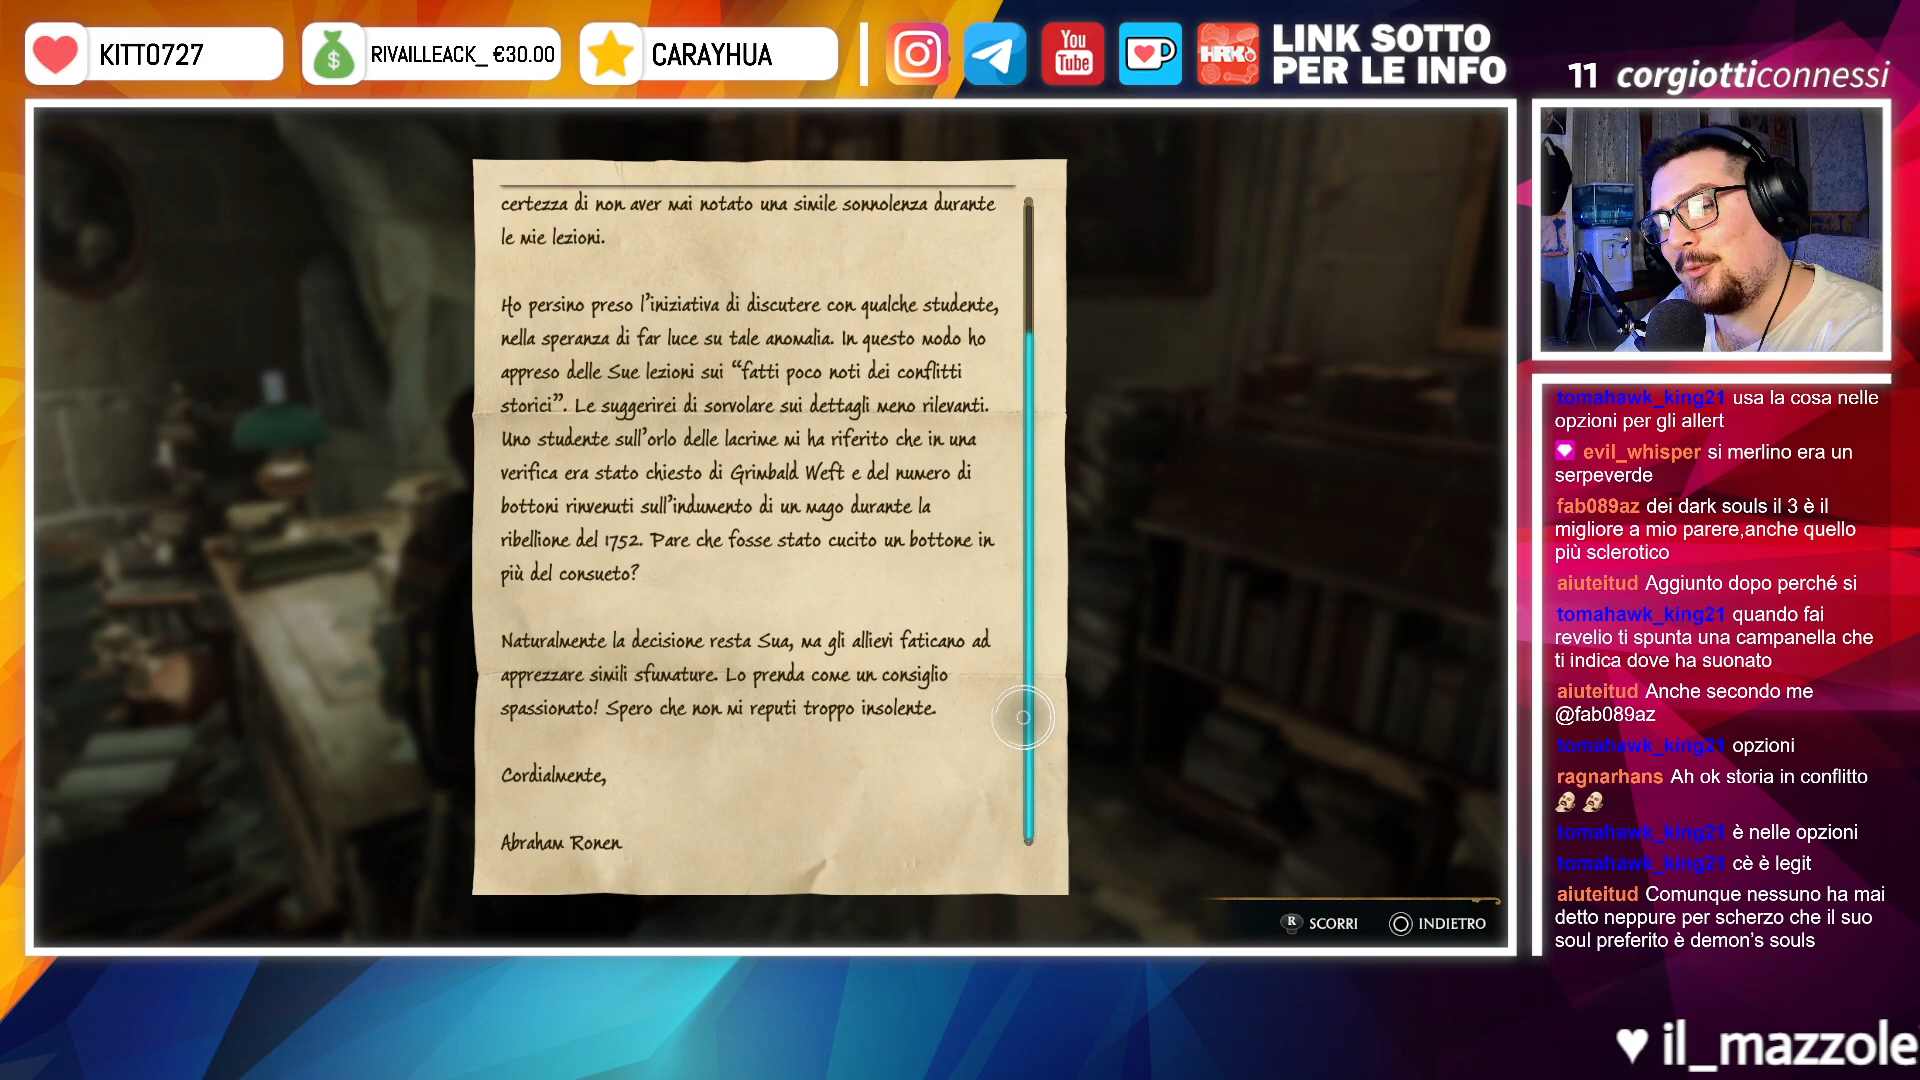 KITT0727
RIVAILLEACK_ €30.00
CARAYHUA
You
Tube
HRK
LINK SOTTO
PER LE INFO
11 corgiotticonnessi
certezza di non aver mai notato una simile sonnolenza durante
le mie lezioni.
Ho persino preso l'iniziativa di discutere con qualche studente,
nella speranza di far luce su tale anomalia. In questo modo ho
appreso delle Sue lezioni sui “fatti poco noti dei conflitti
storici”. Le suggerirei di sorvolare sui dettagli meno rilevanti.
Uno studente sull'orlo delle lacrime mi ha riferito che in una
verifica era stato chiesto di Grimbald Weft e del numero di
bottoni rinvenuti sull'indumento di un mago durante la
ribellione del 1752. Pare che fosse stato cucito un bottone in
più del consueto?
Naturalmente la decisione resta Sua, ma gli allievi faticano ad
apprezzare simili sfumature. Lo prenda come un consiglio
spassionato! Spero che non mi reputi troppo insolente.
Cordialmente,
Abraham Ronen
R SCORRI INDIETRO
tomahawk_king21 usa la cosa nelle
opzioni per gli allert
evil_whisper si merlino era un
serpeverde
fab089az dei dark souls il 3 è il
migliore a mio parere,anche quello
più sclerotico
aiuteitud Aggiunto dopo perché si
tomahawk_king21 quando fai
revelio ti spunta una campanella che
ti indica dove ha suonato
aiuteitud Anche secondo me
@fab089az
tomahawk_king21 opzioni
ragnarhans Ah ok storia in conflitto
tomahawk_king21 è nelle opzioni
tomahawk_king21 cè è legit
aiuteitud Comunque nessuno ha mai
detto neppure per scherzo che il suo
soul preferito è demon's souls
♥ il_mazzole